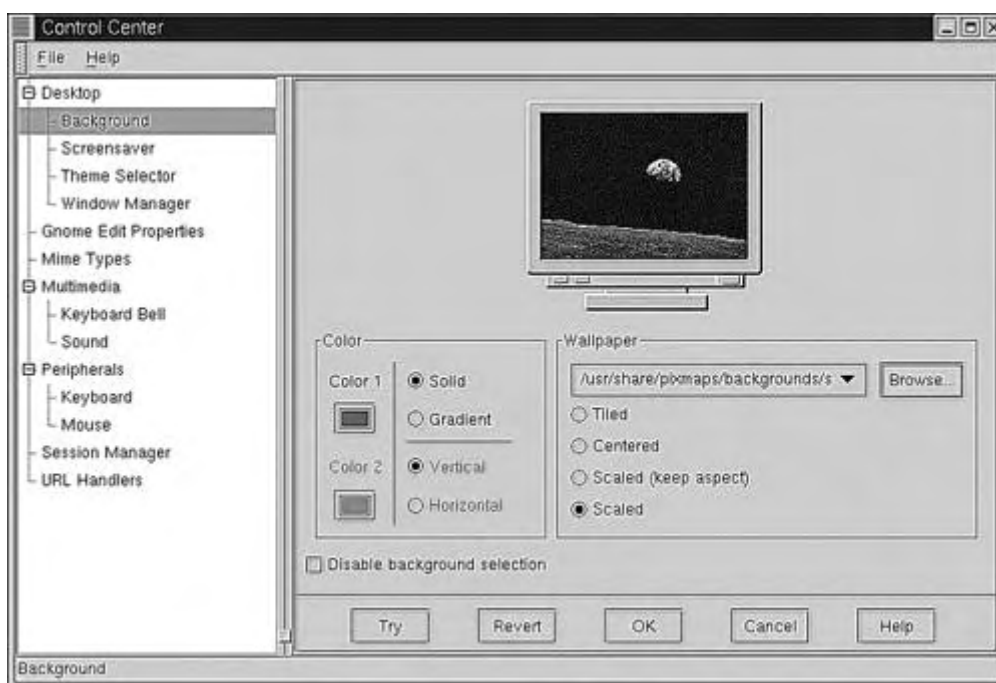 Control Center
File Help
Desktop
Background
Screensaver
Theme Selector
Window Manager
Gnome Edit Properties
Mime Types
Multimedia
Keyboard Bell
Sound
Peripherals
Keyboard
Mouse
Session Manager
URL Handlers
Color
Color 1
Solid
Gradient
Color 2
Vertical
Horizontal
Wallpaper
/usr/share/pixmaps/backgrounds/s
Browse...
Tiled
Centered
Scaled (keep aspect)
Scaled
Disable background selection
Try Revert OK Cancel Help
Background